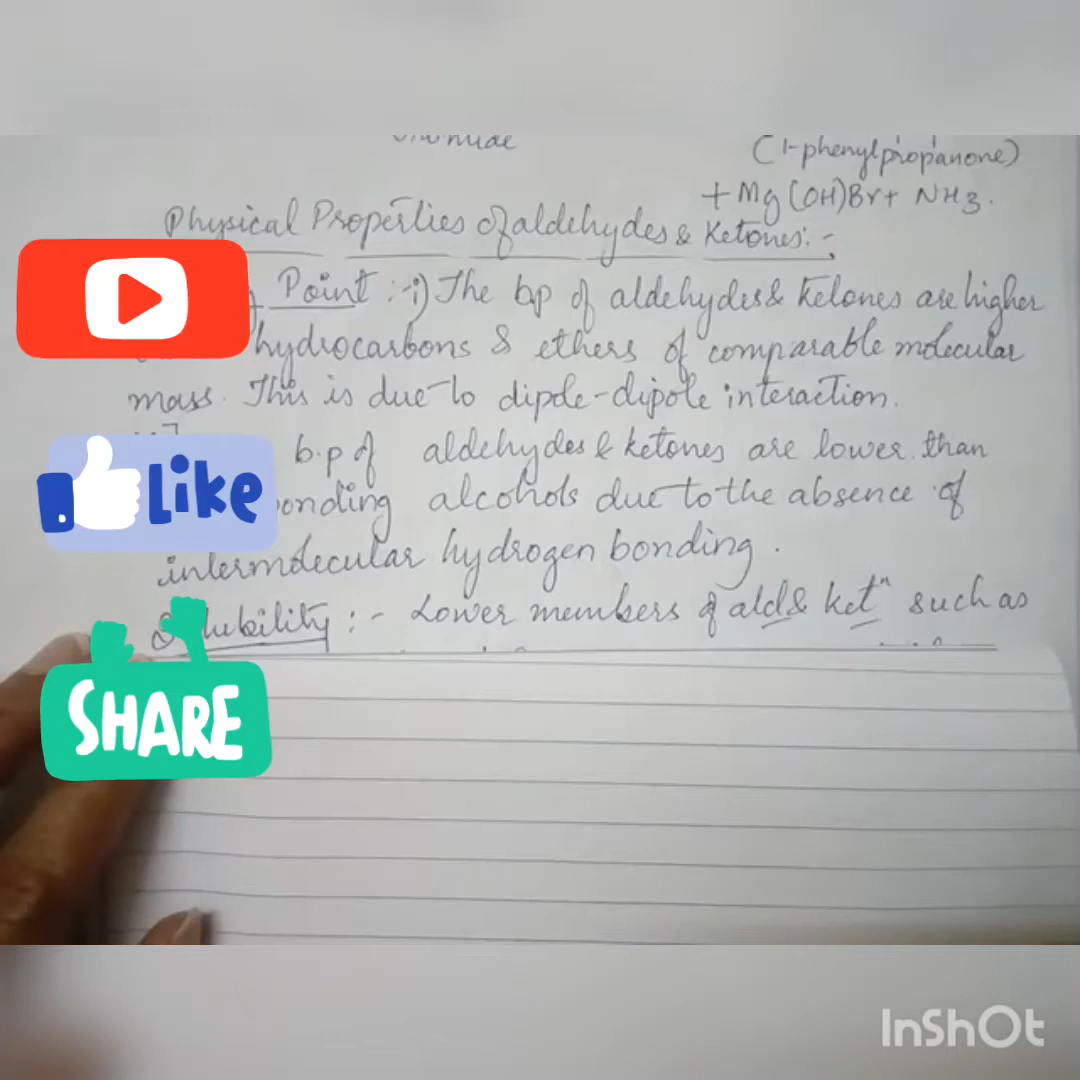 (1-phenylpropanone)
+ Mg(OH)Br + NH3.
Physical Properties of aldehydes & Ketones:-
Point :- i) The bp of aldehydes & Ketones are higher
hydrocarbons & ethers of comparable molecular
mass. This is due to dipole-dipole interaction.
b.p of aldehydes & ketones are lower than
onding alcohols due to the absence of
intermolecular hydrogen bonding.
Solubility :- Lower members of ald & ketn such as
Like
SHARE
InShOt